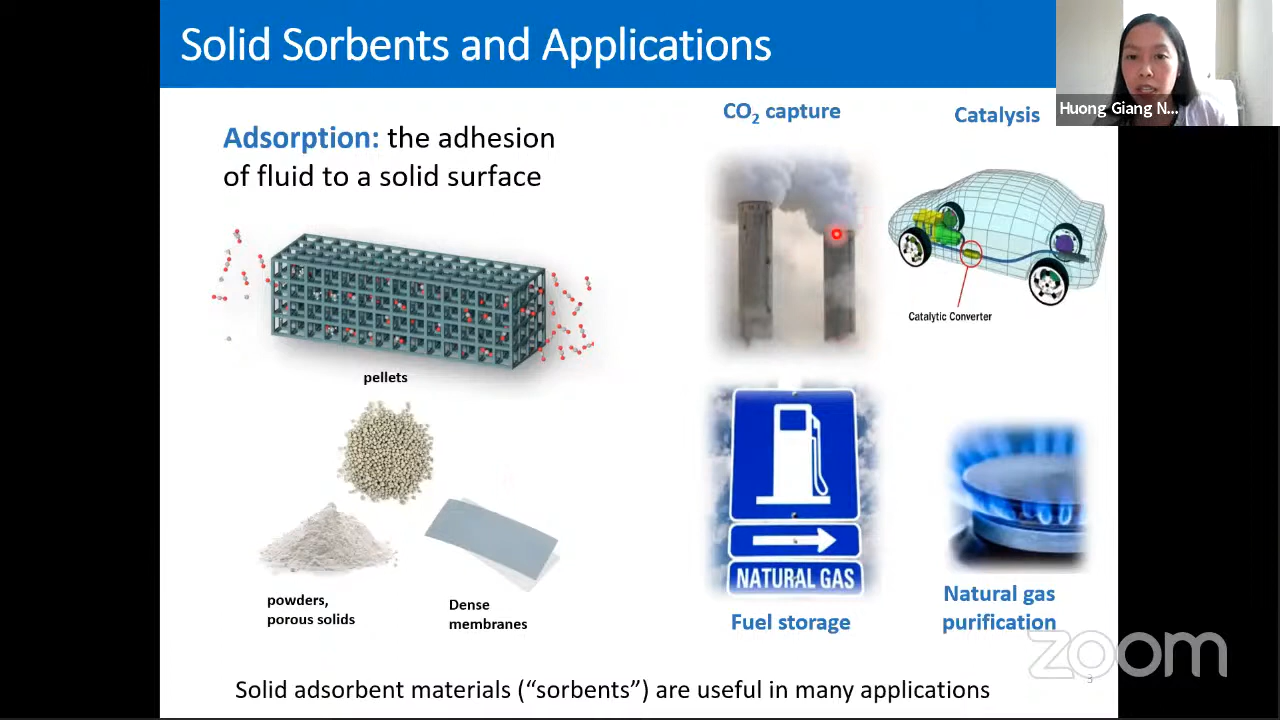 Solid Sorbents and Applications
Huong Giang N...
Adsorption: the adhesion
of fluid to a solid surface
pellets
powders,
porous solids
Dense
membranes
CO₂ capture
Catalysis
Catalytic Converter
NATURAL GAS
Fuel storage
Natural gas
purification
zoom
3
Solid adsorbent materials (“sorbents”) are useful in many applications